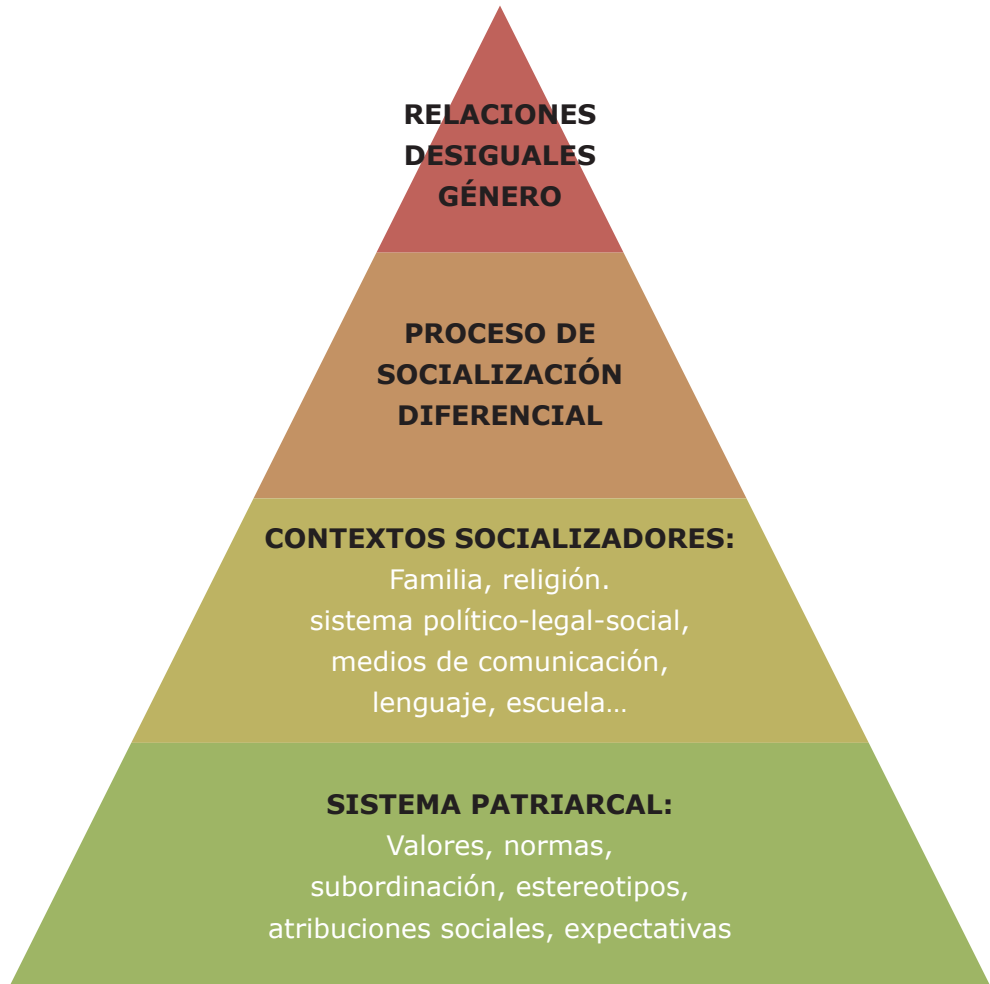 RELACIONES
DESIGUALES
GÉNERO
PROCESO DE
SOCIALIZACIÓN
DIFERENCIAL
CONTEXTOS SOCIALIZADORES:
Familia, religión.
sistema político-legal-social,
medios de comunicación,
lenguaje, escuela…
SISTEMA PATRIARCAL:
Valores, normas,
subordinación, estereotipos,
atribuciones sociales, expectativas